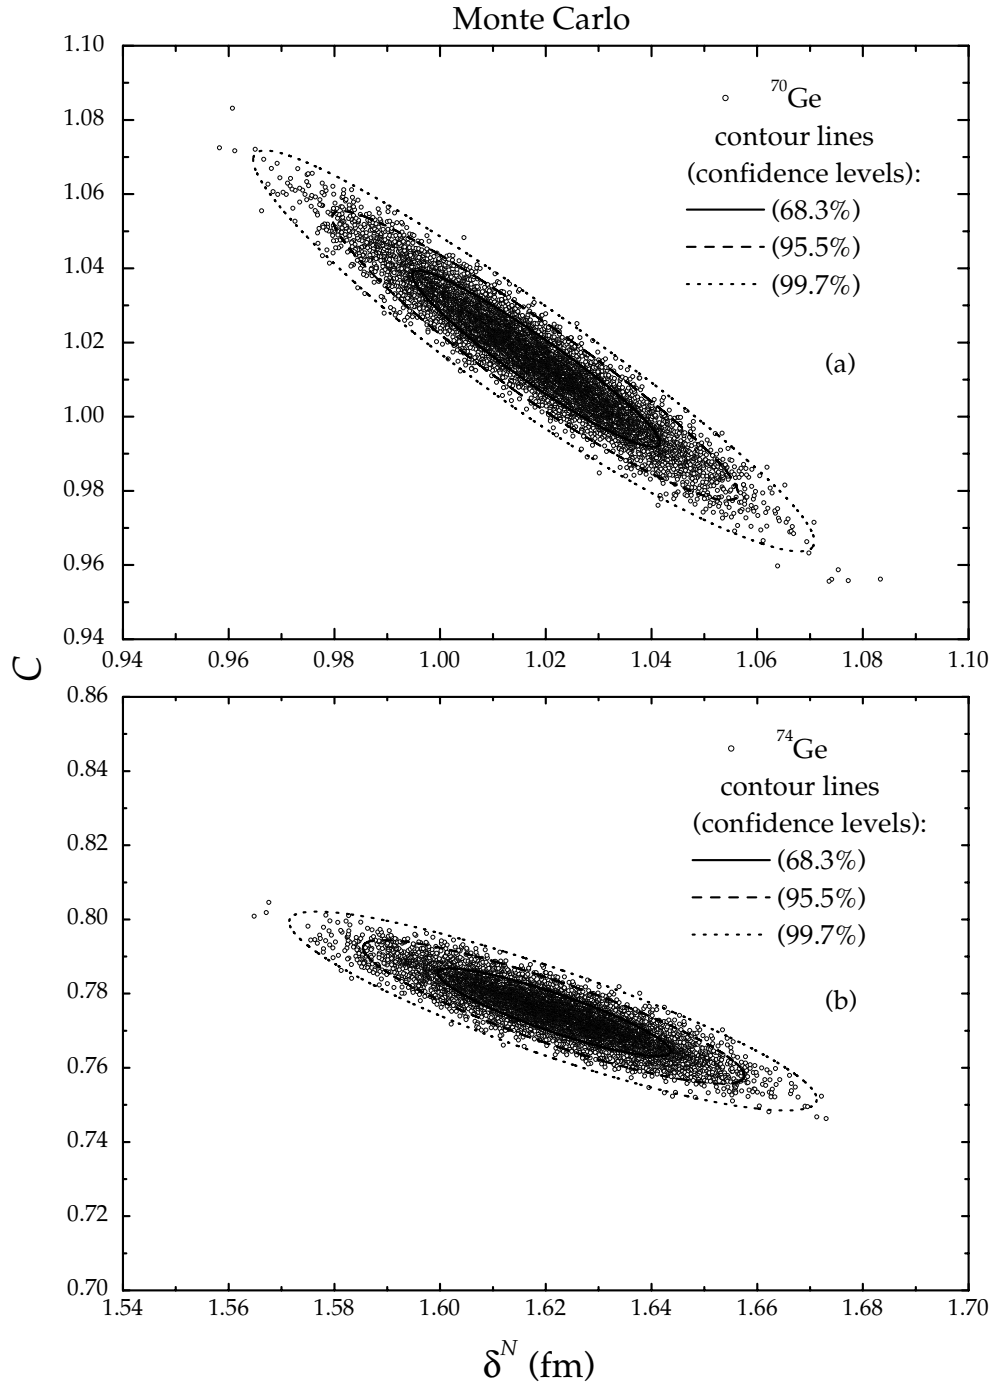 Monte Carlo
1.10
1.08
1.06
1.04
1.02
1.00
0.98
0.96
0.94
⁷⁰Ge
contour lines
(confidence levels):
(68.3%)
(95.5%)
(99.7%)
(a)
0.94 0.96 0.98 1.00 1.02 1.04 1.06 1.08 1.10
C
0.86
0.84
0.82
0.80
0.78
0.76
0.74
0.72
0.70
⁷⁴Ge
contour lines
(confidence levels):
(68.3%)
(95.5%)
(99.7%)
(b)
1.54 1.56 1.58 1.60 1.62 1.64 1.66 1.68 1.70
δᴺ (fm)